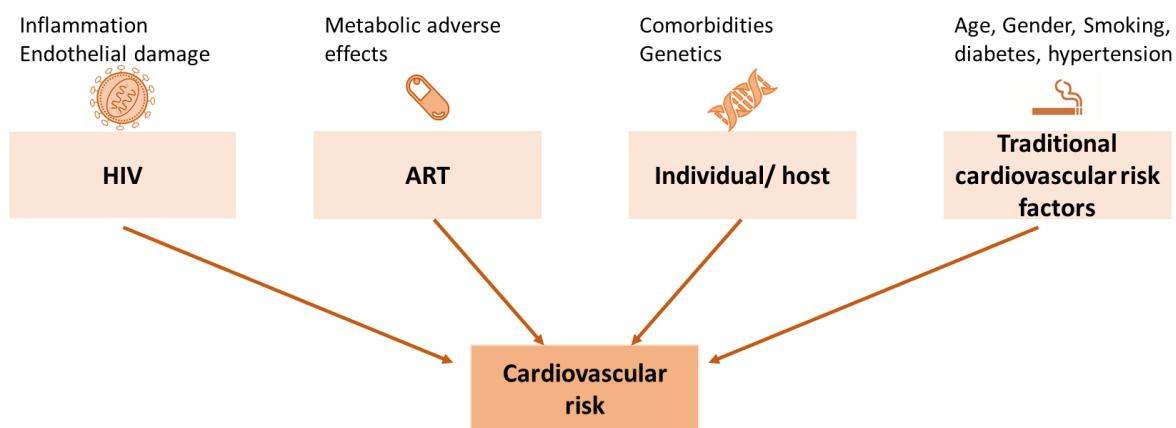 Inflammation
Endothelial damage
Metabolic adverse
effects
Comorbidities
Genetics
Age, Gender, Smoking,
diabetes, hypertension
HIV
ART
Individual/ host
Traditional
cardiovascular risk
factors
Cardiovascular
risk